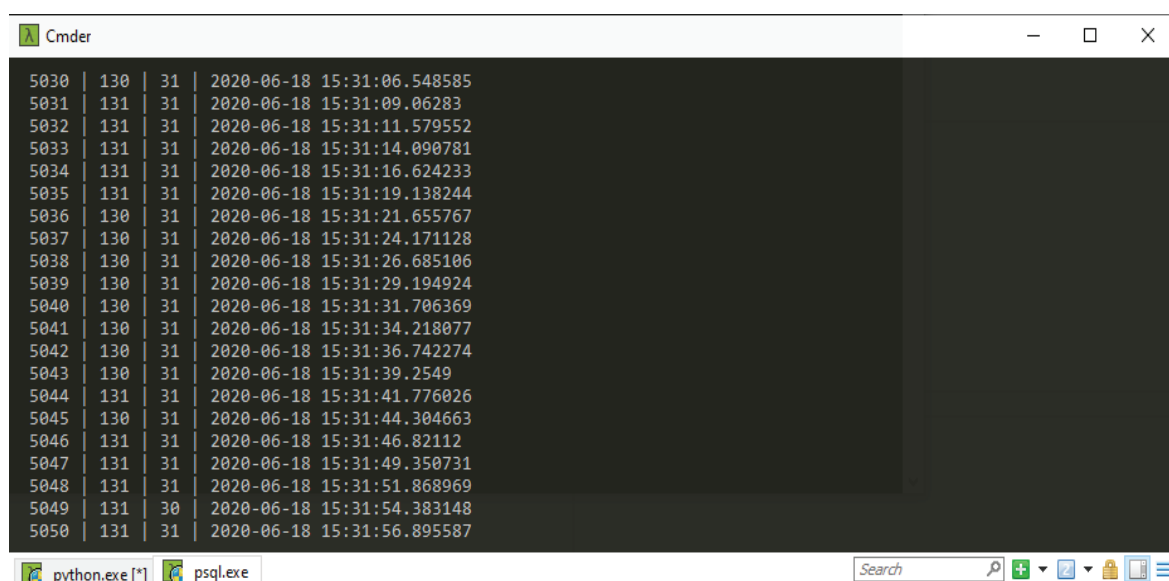 Cmder
5030 | 130 | 31 | 2020-06-18 15:31:06.548585
5031 | 131 | 31 | 2020-06-18 15:31:09.06283
5032 | 131 | 31 | 2020-06-18 15:31:11.579552
5033 | 131 | 31 | 2020-06-18 15:31:14.090781
5034 | 131 | 31 | 2020-06-18 15:31:16.624233
5035 | 131 | 31 | 2020-06-18 15:31:19.138244
5036 | 130 | 31 | 2020-06-18 15:31:21.655767
5037 | 130 | 31 | 2020-06-18 15:31:24.171128
5038 | 130 | 31 | 2020-06-18 15:31:26.685106
5039 | 130 | 31 | 2020-06-18 15:31:29.194924
5040 | 130 | 31 | 2020-06-18 15:31:31.706369
5041 | 130 | 31 | 2020-06-18 15:31:34.218077
5042 | 130 | 31 | 2020-06-18 15:31:36.742274
5043 | 130 | 31 | 2020-06-18 15:31:39.2549
5044 | 131 | 31 | 2020-06-18 15:31:41.776026
5045 | 130 | 31 | 2020-06-18 15:31:44.304663
5046 | 131 | 31 | 2020-06-18 15:31:46.82112
5047 | 131 | 31 | 2020-06-18 15:31:49.350731
5048 | 131 | 31 | 2020-06-18 15:31:51.868969
5049 | 131 | 30 | 2020-06-18 15:31:54.383148
5050 | 131 | 31 | 2020-06-18 15:31:56.895587
python.exe [*] psql.exe Search